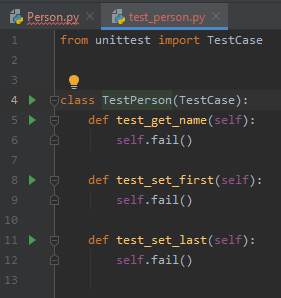 Person.py
test_person.py
1 from unittest import TestCase
2
3
4 class TestPerson(TestCase):
5     def test_get_name(self):
6         self.fail()
7
8     def test_set_first(self):
9         self.fail()
10
11     def test_set_last(self):
12         self.fail()
13